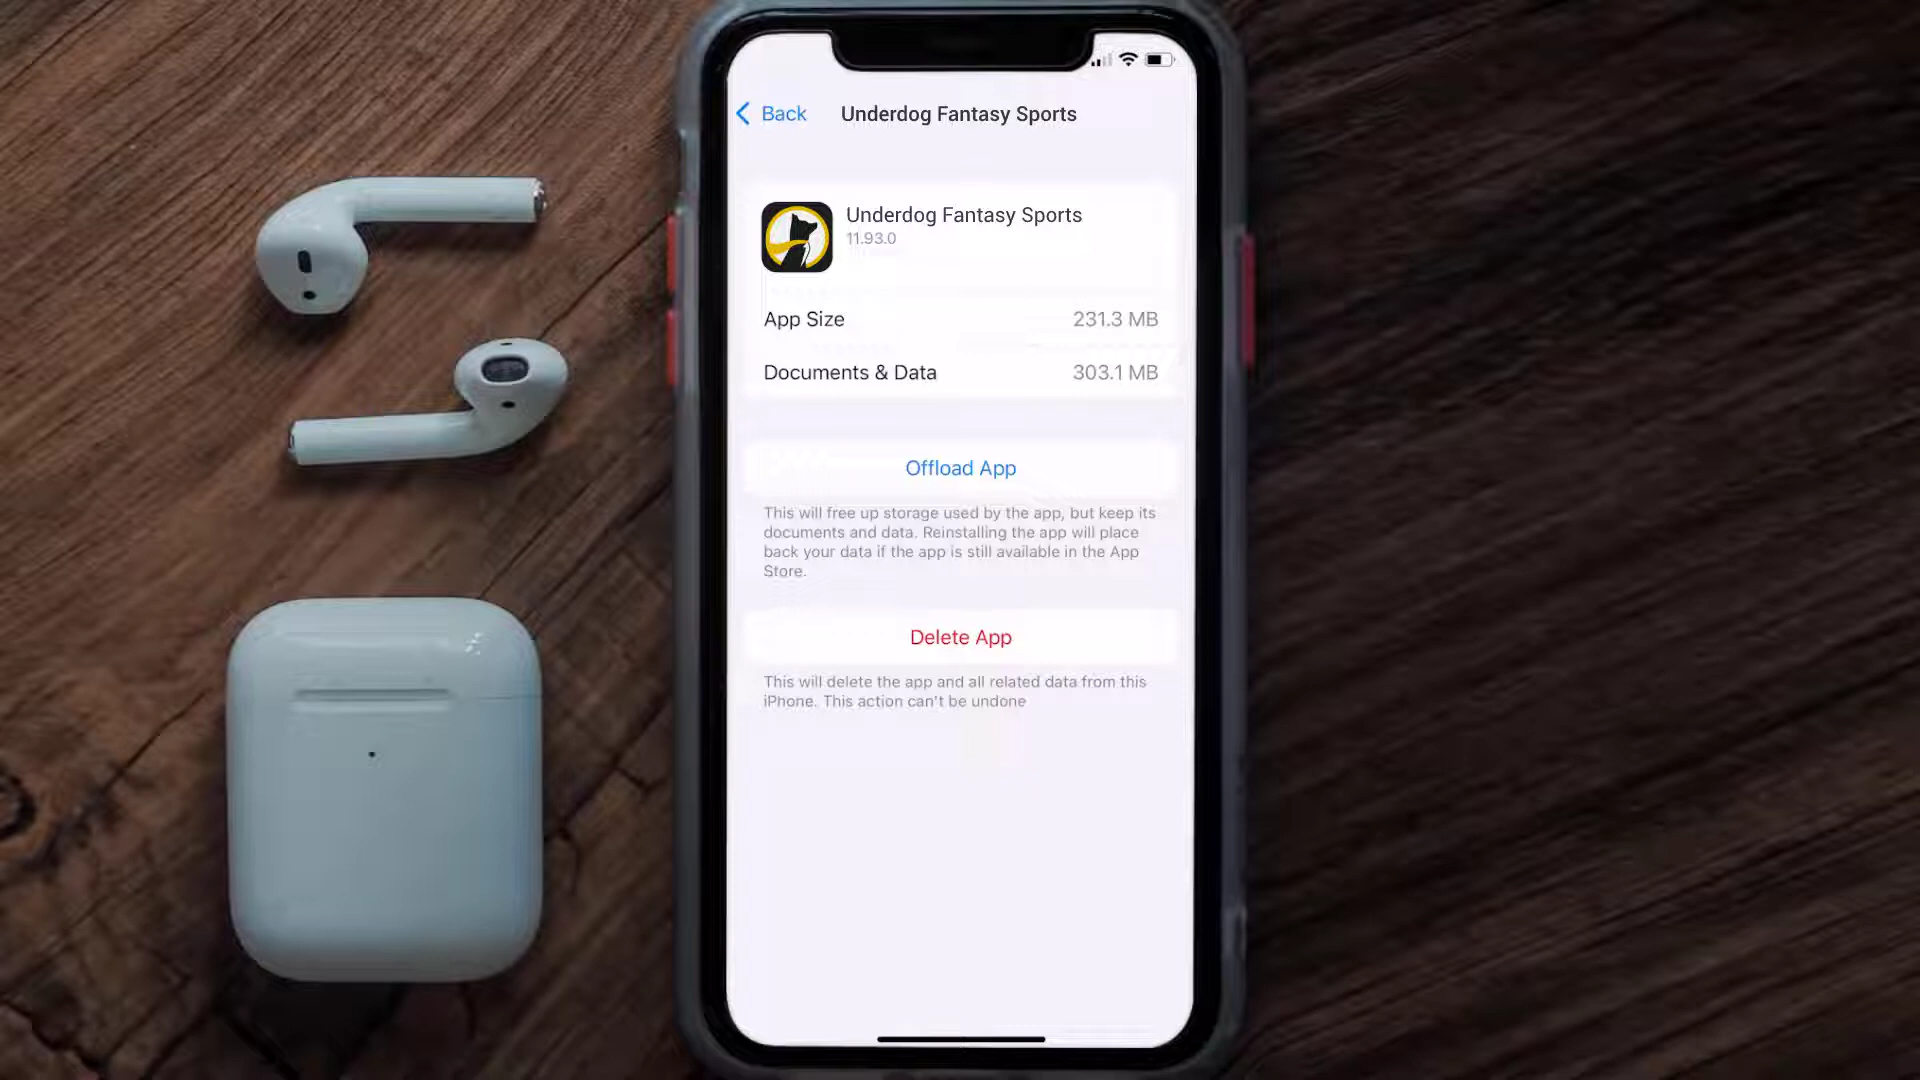 Back
Underdog Fantasy Sports
Underdog Fantasy Sports
11.93.0
App Size
231.3 MB
Documents & Data
303.1 MB
Offload App
This will free up storage used by the app, but keep its
documents and data. Reinstalling the app will place
back your data if the app is still available in the App
Store.
Delete App
This will delete the app and all related data from this
iPhone. This action can't be undone